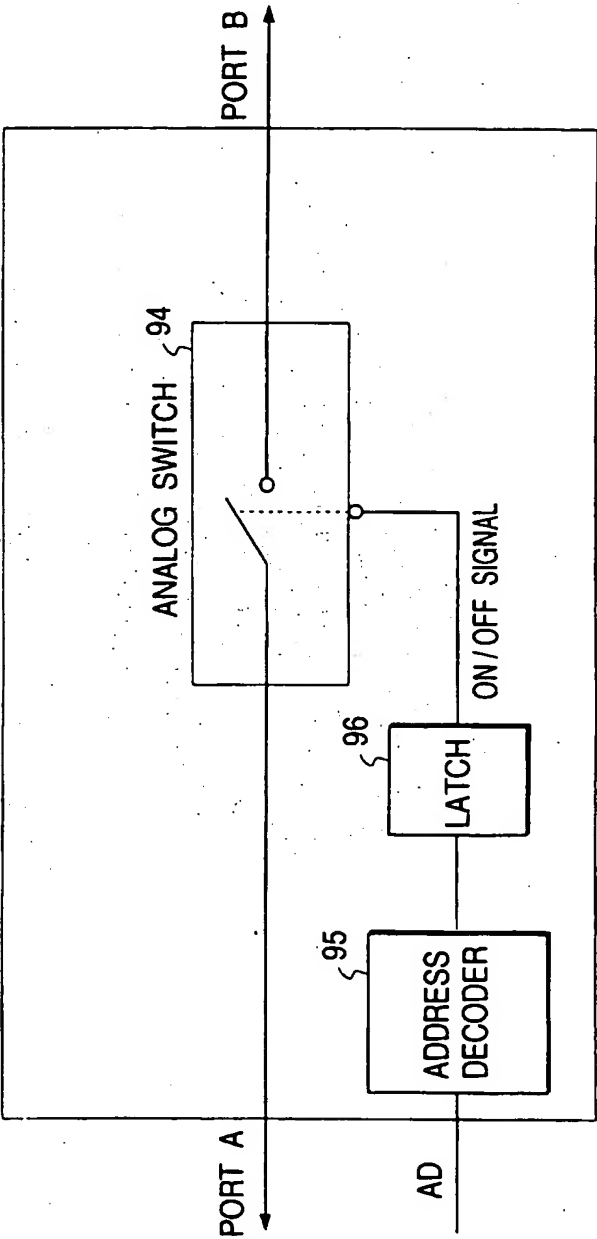 PORT A
PORT B
ANALOG SWITCH
94
ON/OFF SIGNAL
96
LATCH
95
ADDRESS
DECODER
AD